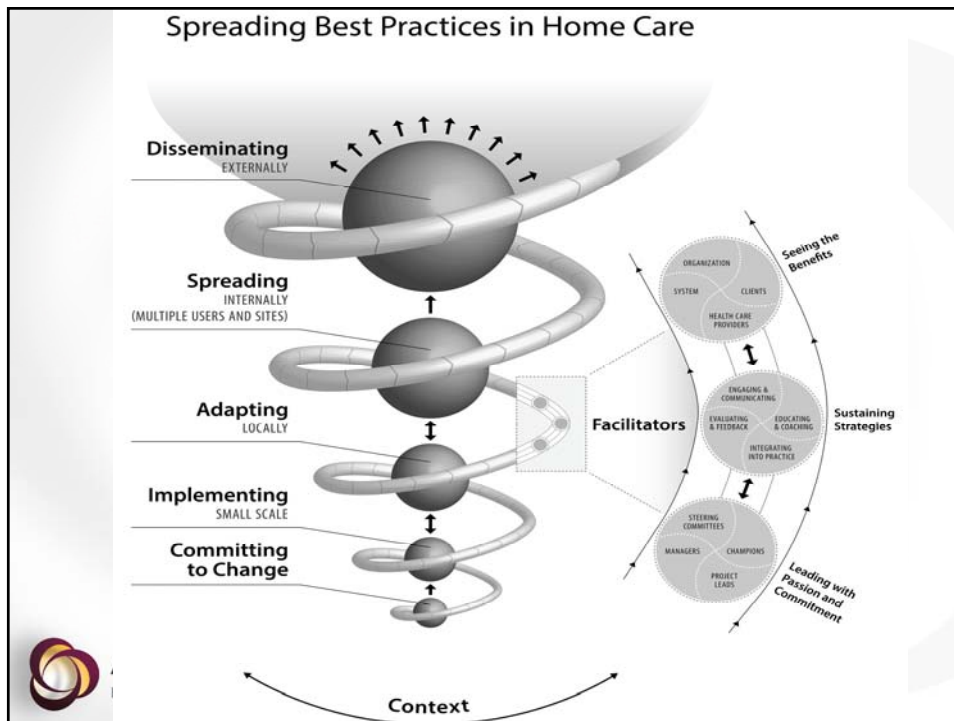 Spreading Best Practices in Home Care
Disseminating
EXTERNALLY
Spreading
INTERNALLY
(MULTIPLE USERS AND SITES)
Adapting
LOCALLY
Implementing
SMALL SCALE
Committing
to Change
Facilitators
ORGANIZATION
SYSTEM
CLIENTS
HEALTH CARE
PROVIDERS
Seeing the
Benefits
ENGAGING &
COMMUNICATING
EVALUATING
& FEEDBACK
EDUCATING
& COACHING
INTEGRATING
INTO PRACTICE
Sustaining
Strategies
STEERING
COMMITTEES
MANAGERS
CHAMPIONS
PROJECT
LEADS
Leading with
Passion and
Commitment
Context